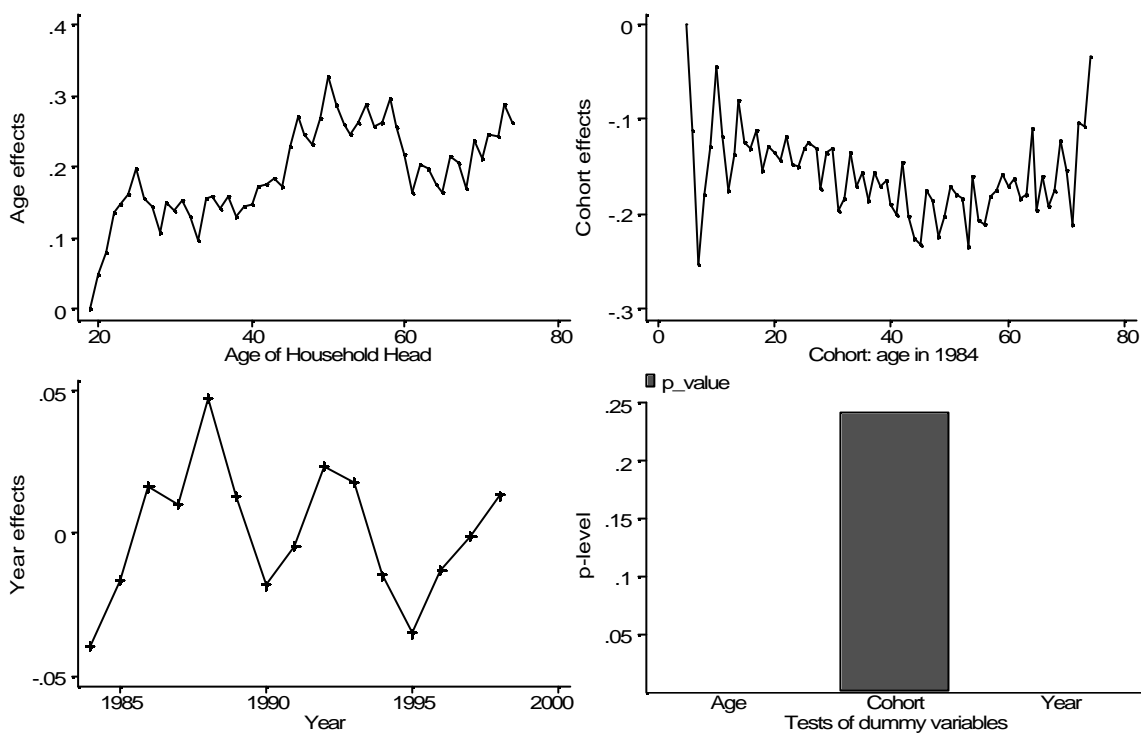 .4
.3
.2
.1
0
Age effects
20 40 60 80
Age of Household Head
0
-.1
-.2
-.3
Cohort effects
0 20 40 60 80
Cohort: age in 1984
.05
0
-.05
Year effects
1985 1990 1995 2000
Year
p_value
.25
.2
.15
.1
.05
p-level
Age Cohort Year
Tests of dummy variables